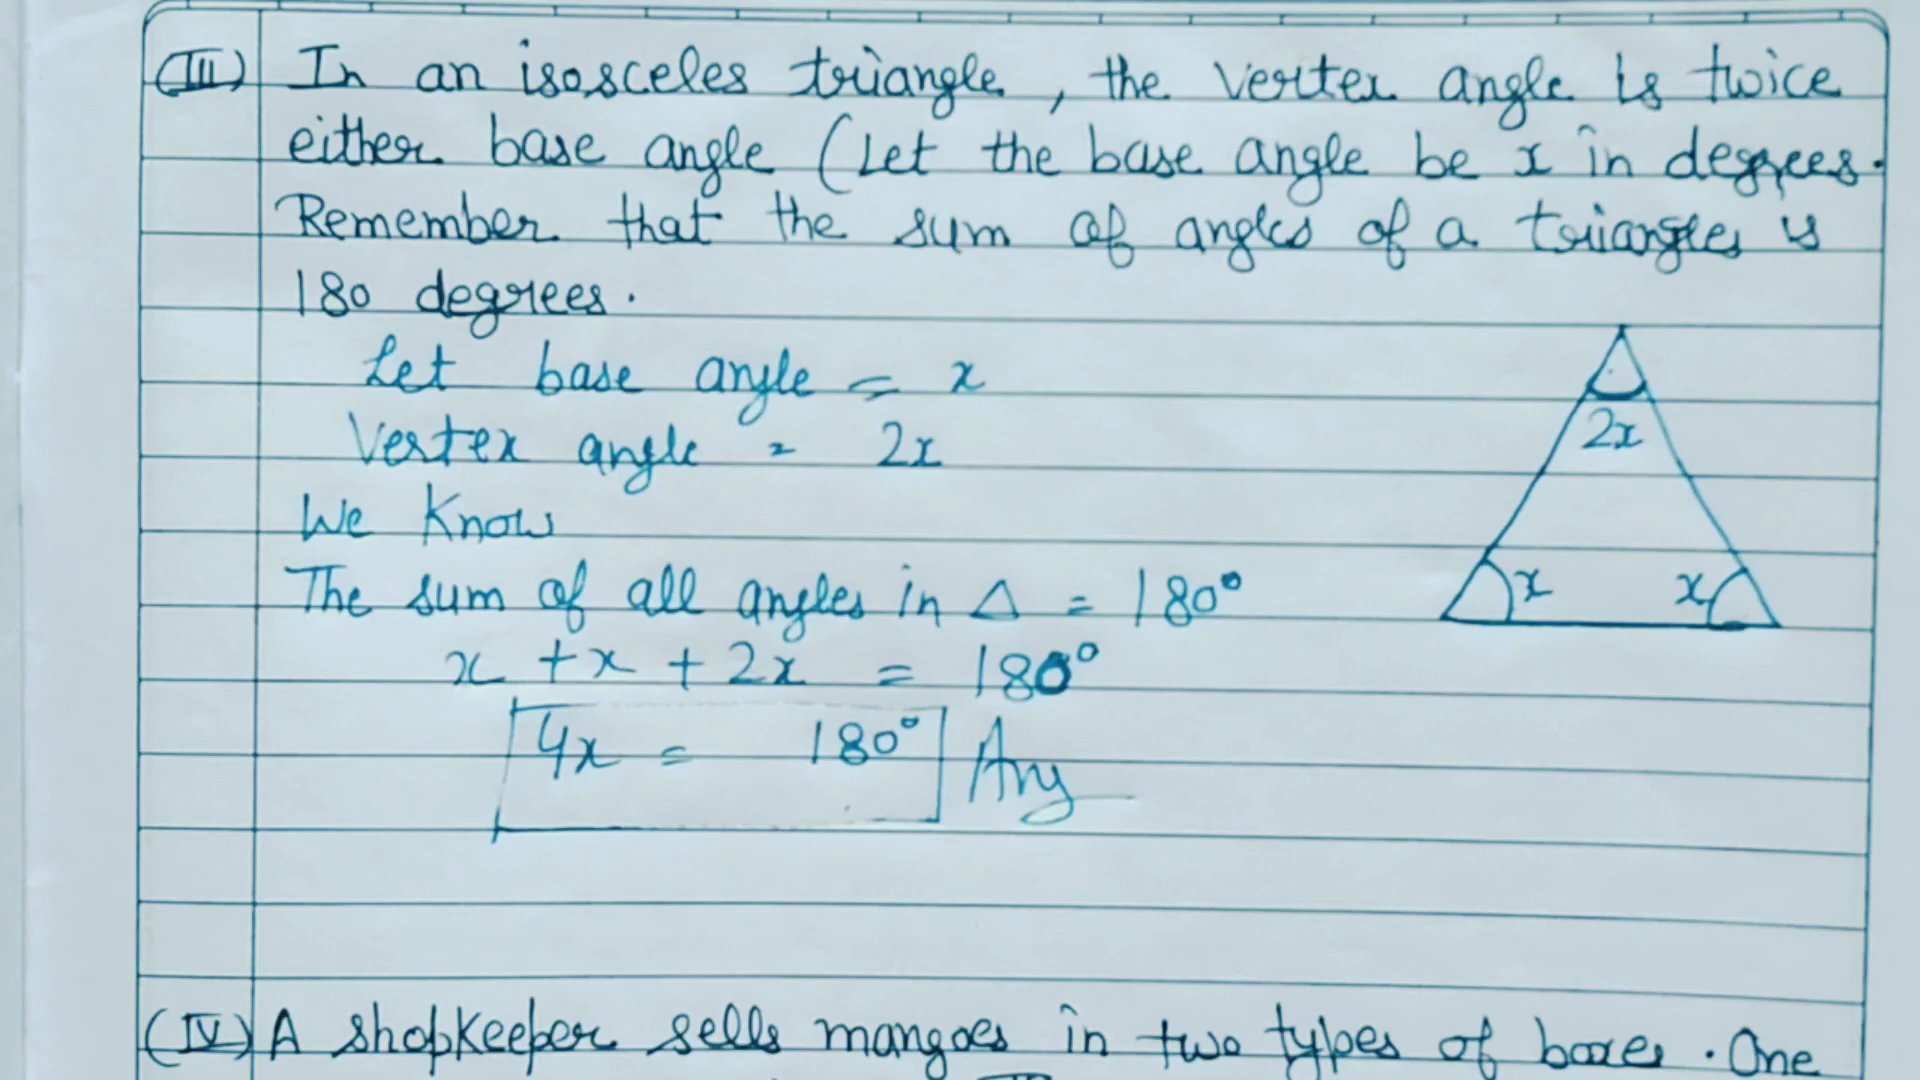 (III) In an isosceles triangle, the vertex angle is twice
either base angle (Let the base angle be x in degrees.
Remember that the sum of angles of a triangles is
180 degrees.
Let base angle = x
Vertex angle = 2x
We Know
The sum of all angles in Δ = 180°
x + x + 2x = 180°
4x = 180° Ans
2x
x x
(IV) A shopkeeper sells mangoes in two types of boxes. One